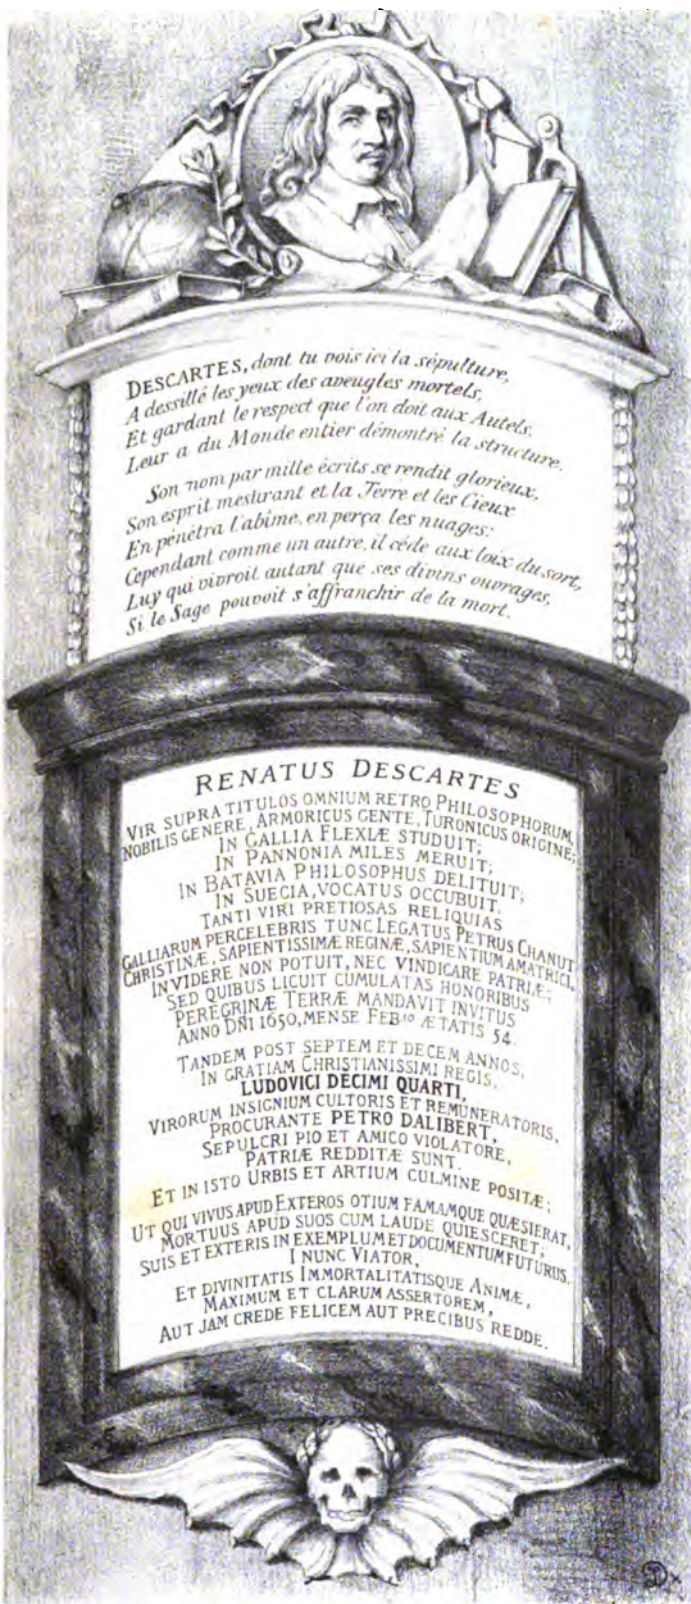 DESCARTES, dont tu vois ici la sépulture,
A dessillé les yeux des aveugles mortels,
Et gardant le respect que l'on doit aux Autels,
Leur a du Monde entier démontré la structure.
Son nom par mille écrits se rendit glorieux,
Son esprit mesurant et la Terre et les Cieux
En pénétra l'abîme, en perça les nuages:
Cependant comme un autre, il cède aux loix du sort,
Luy qui vivroit autant que ses divins ouvrages,
Si le Sage pouvoit s'affranchir de la mort.
RENATUS DESCARTES
VIR SUPRA TITULOS OMNIUM RETRO PHILOSOPHORUM,
NOBILIS GENERE, ARMORICUS GENTE, TURONICUS ORIGINE;
IN GALLIA FLEXIÆ STUDUIT;
IN PANNONIA MILES MERUIT;
IN BATAVIA PHILOSOPHUS DELITUIT;
IN SUECIA, VOCATUS OCCUBUIT.
TANTI VIRI PRETIOSAS RELIQUIAS
GALLIARUM PERCELEBRIS TUNC LEGATUS PETRUS CHANUT
CHRISTINÆ, SAPIENTISSIMÆ REGINÆ, SAPIENTIUM AMATRICI,
INVIDERE NON POTUIT, NEC VINDICARE PATRIÆ;
SED QUIBUS LICUIT CUMULATAS HONORIBUS
PEREGRINÆ TERRÆ MANDAVIT INVITUS
ANNO DÑI 1650, MENSE FEBIO ÆTATIS 54.
TANDEM POST SEPTEM ET DECEM ANNOS,
IN GRATIAM CHRISTIANISSIMI REGIS,
LUDOVICI DECIMI QUARTI,
VIRORUM INSIGNIUM CULTORIS ET REMUNERATORIS,
PROCURANTE PETRO DALIBERT,
SEPULCRI PIO ET AMICO VIOLATORE,
PATRIÆ REDDITÆ SUNT.
ET IN ISTO URBIS ET ARTIUM CULMINE POSITÆ;
UT QUI VIVUS APUD EXTEROS OTIUM FAMAMQUE QUÆSIERAT,
MORTUUS APUD SUOS CUM LAUDE QUIESCERET;
SUIS ET EXTERIS IN EXEMPLUM ET DOCUMENTUM FUTURUS.
I NUNC VIATOR,
ET DIVINITATIS IMMORTALITATISQUE ANIMÆ,
MAXIMUM ET CLARUM ASSERTOREM,
AUT JAM CREDE FELICEM AUT PRECIBUS REDDE.